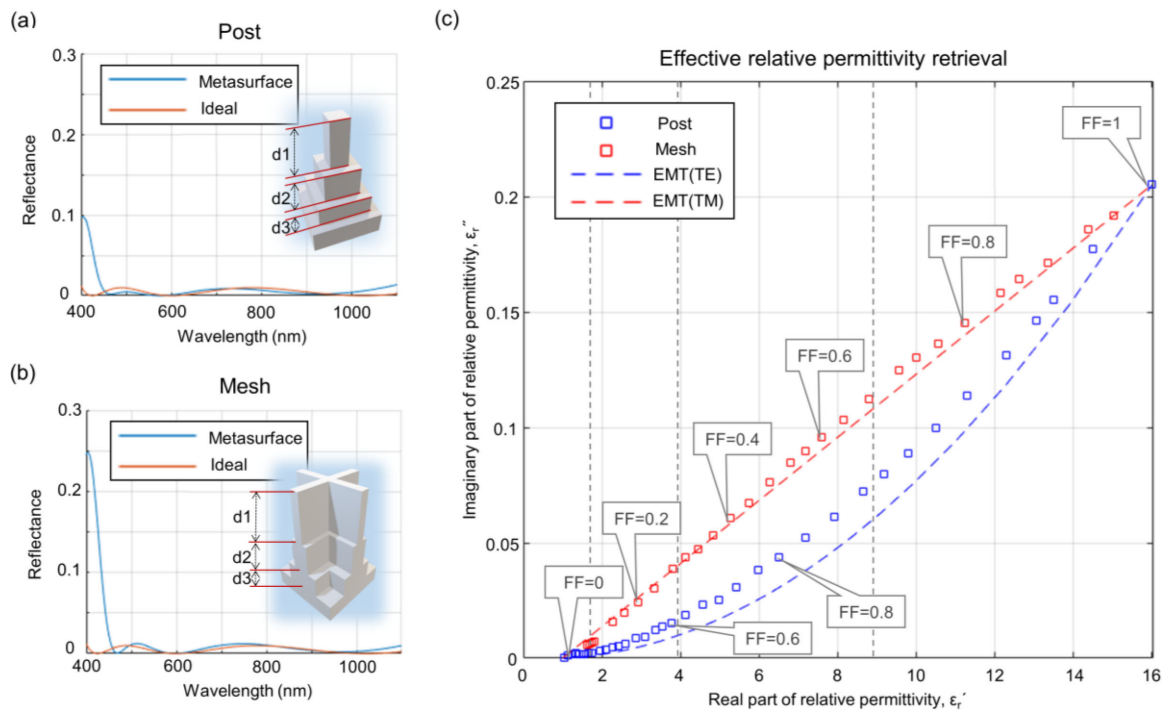 (a)
Post
0.3
0.2
0.1
0
Reflectance
Metasurface
Ideal
d1
d2
d3
400
600
800
1000
Wavelength (nm)
(b)
Mesh
0.3
0.2
0.1
0
Reflectance
Metasurface
Ideal
d1
d2
d3
400
600
800
1000
Wavelength (nm)
(c)
Effective relative permittivity retrieval
0.25
0.2
0.15
0.1
0.05
0
Imaginary part of relative permittivity, εr″
Post
Mesh
EMT(TE)
EMT(TM)
FF=1
FF=0.8
FF=0.6
FF=0.4
FF=0.2
FF=0
FF=0.8
FF=0.6
0
2
4
6
8
10
12
14
16
Real part of relative permittivity, εr′